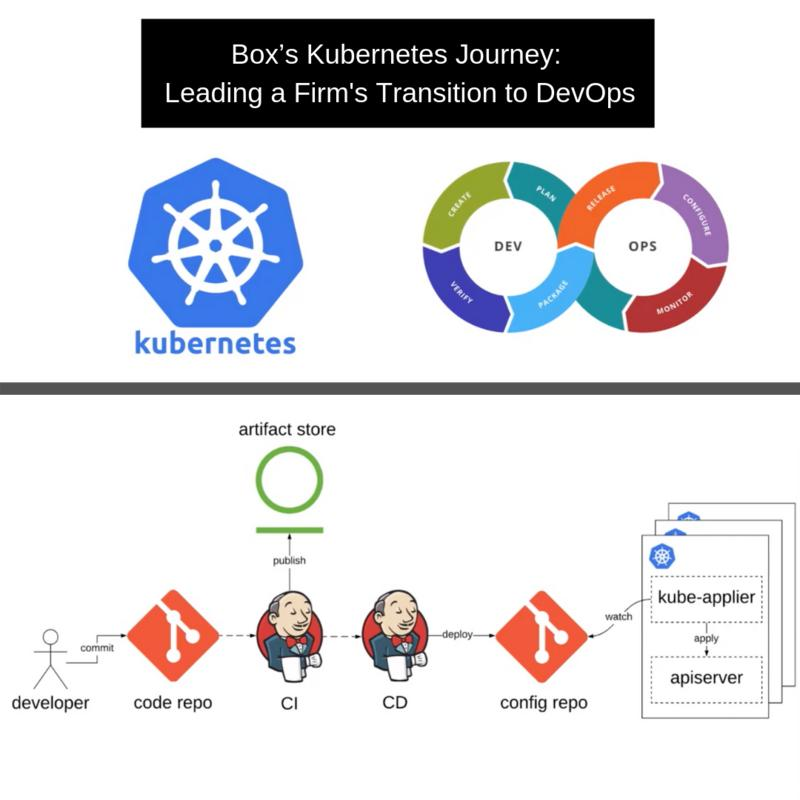 Box’s Kubernetes Journey:
Leading a Firm's Transition to DevOps
kubernetes
CREATE
PLAN
RELEASE
CONFIGURE
DEV
OPS
VERIFY
PACKAGE
MONITOR
artifact store
publish
commit
deploy
watch
kube-applier
apply
apiserver
developer
code repo
CI
CD
config repo